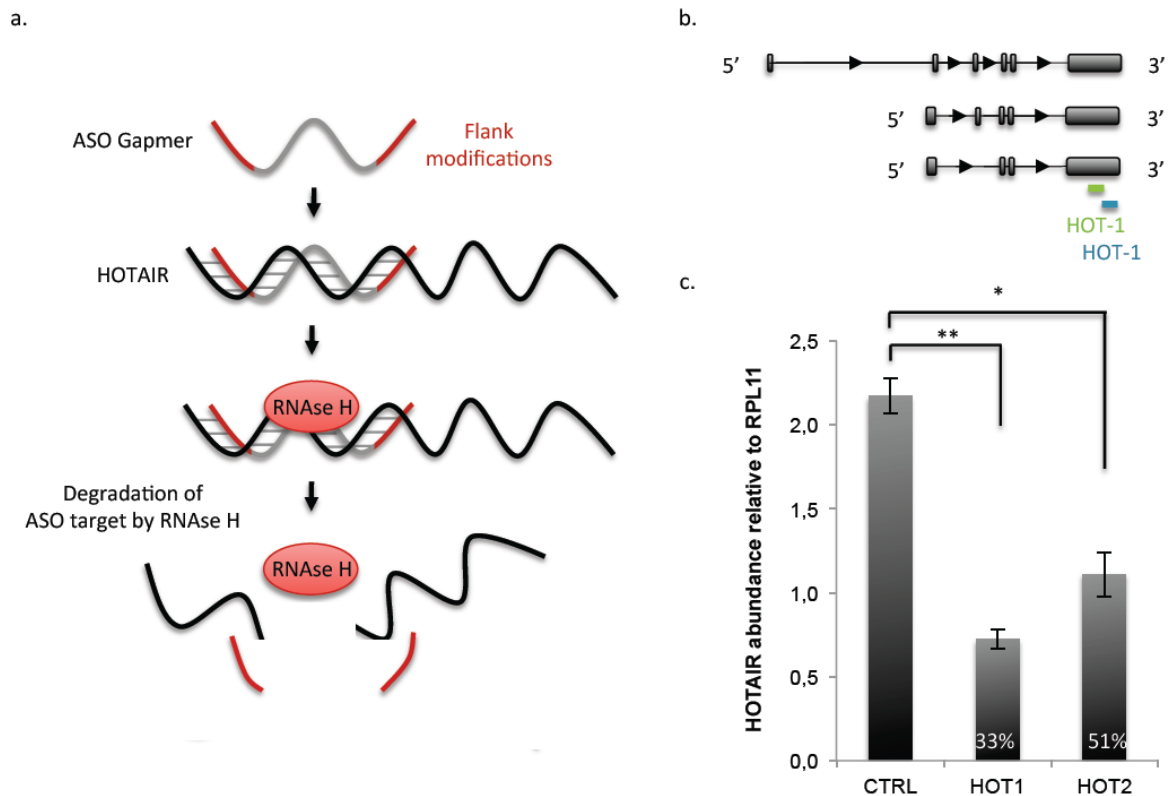 a.
ASO Gapmer
Flank
modifications
HOTAIR
RNAse H
Degradation of
ASO target by RNAse H
RNAse H
b.
5’ 3’
5’ 3’
5’ 3’
HOT-1
HOT-1
c.
*
**
HOTAIR abundance relative to RPL11
2,5
2,0
1,5
1,0
0,5
0,0
33% 51%
CTRL HOT1 HOT2